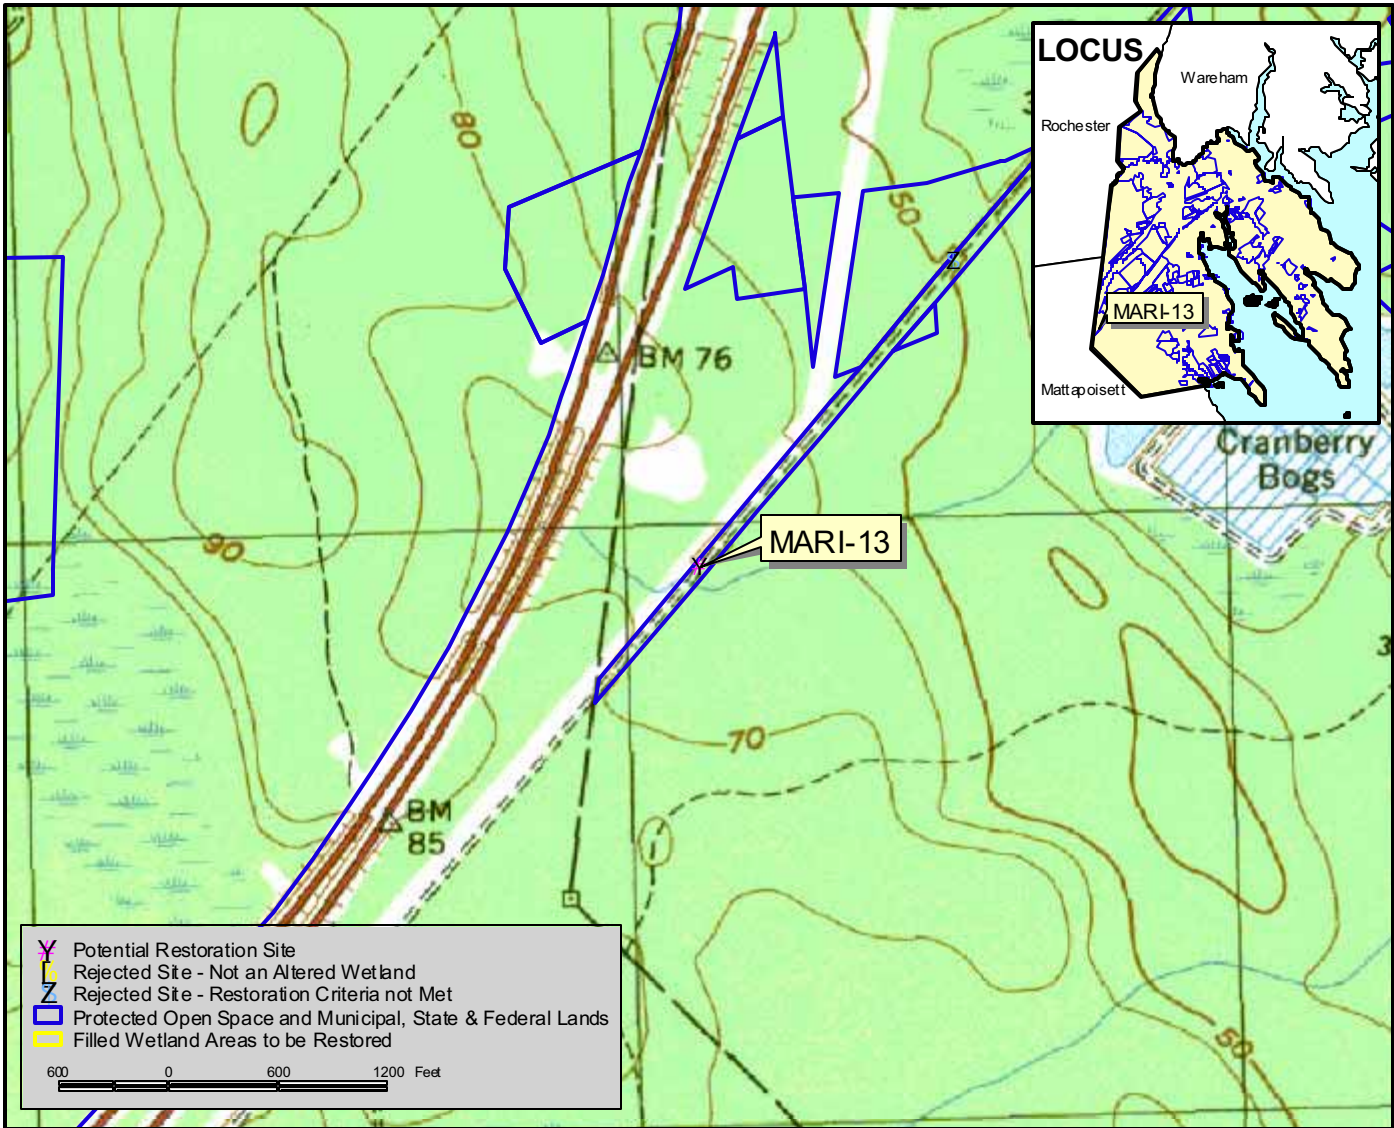 LOCUS
Wareham
Rochester
MARI-13
Mattapoisett
80
50
BM 76
Cranberry
Bogs
90
MARI-13
70
BM
85
50
Y Potential Restoration Site
Rejected Site - Not an Altered Wetland
Z Rejected Site - Restoration Criteria not Met
Protected Open Space and Municipal, State & Federal Lands
Filled Wetland Areas to be Restored
600 0 600 1200 Feet